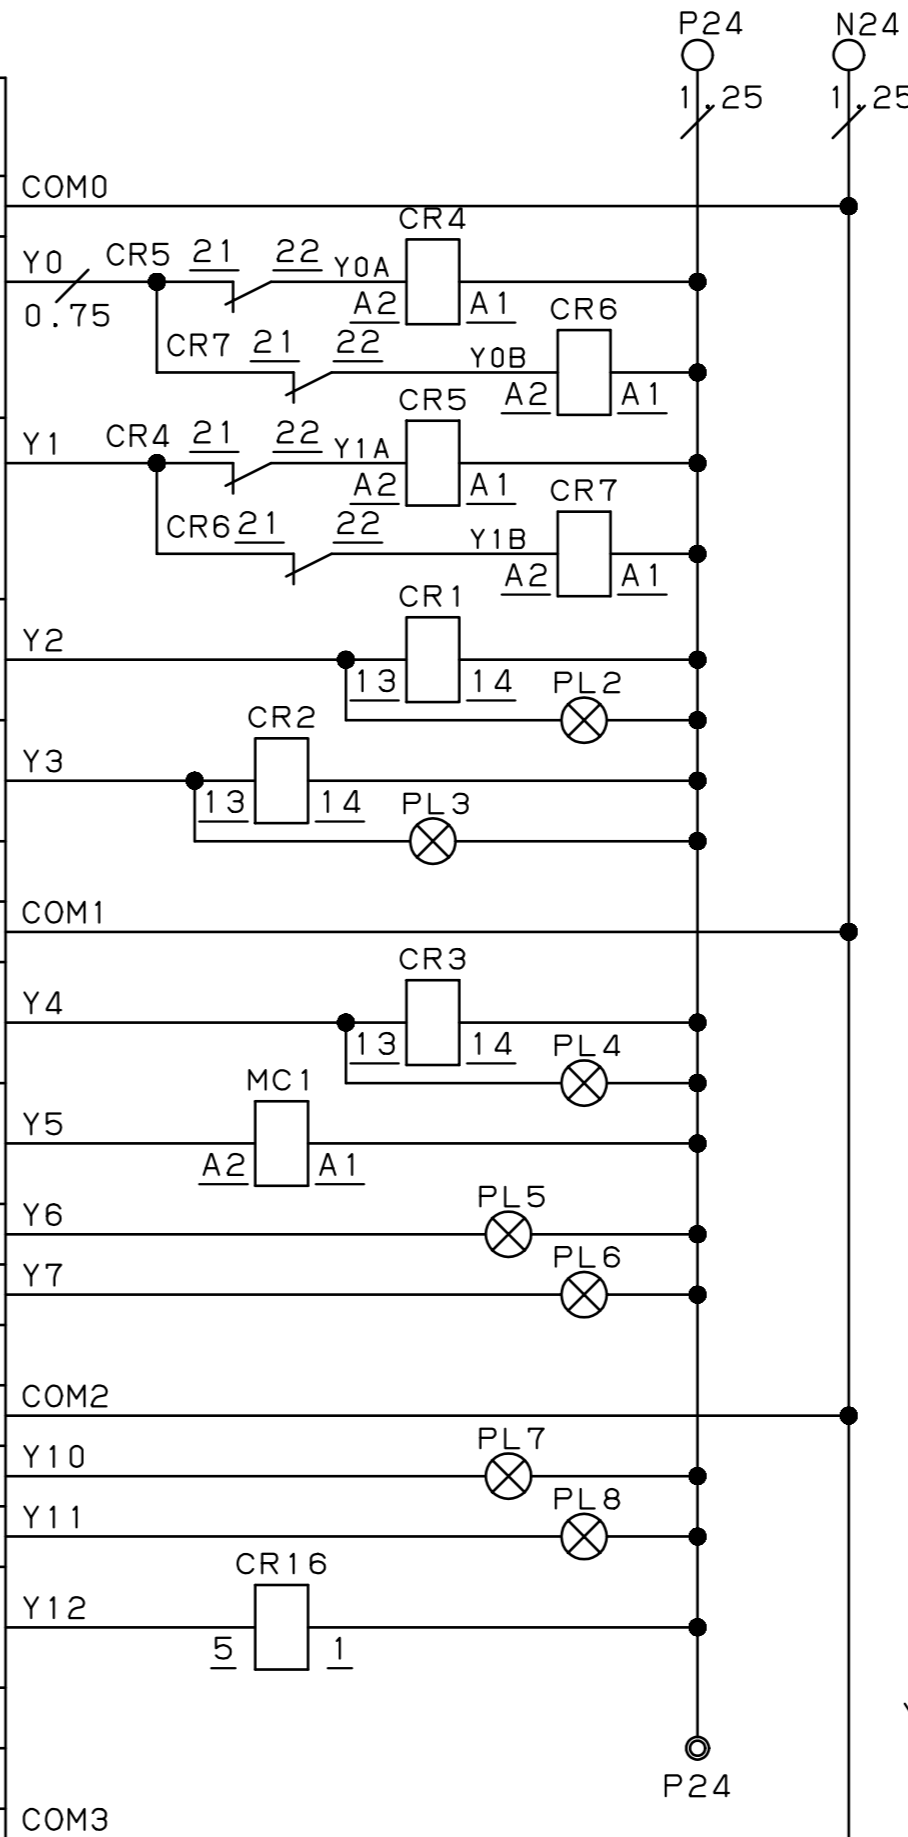 P24 N24
1.25 1.25
COM0
CR4
Y0 CR5 21 22 Y0A
0.75 A2 A1 CR6
CR7 21 22 Y0B
A2 A1
CR5
Y1 CR4 21 22 Y1A
A2 A1 CR7
CR6 21 22 Y1B
A2 A1
CR1
Y2
13 14 PL2
CR2
Y3
13 14 PL3
COM1
CR3
Y4
13 14 PL4
MC1
Y5
A2 A1
PL5
Y6
PL6
Y7
COM2
PL7
Y10
PL8
Y11
CR16
Y12
5 1
P24
COM3